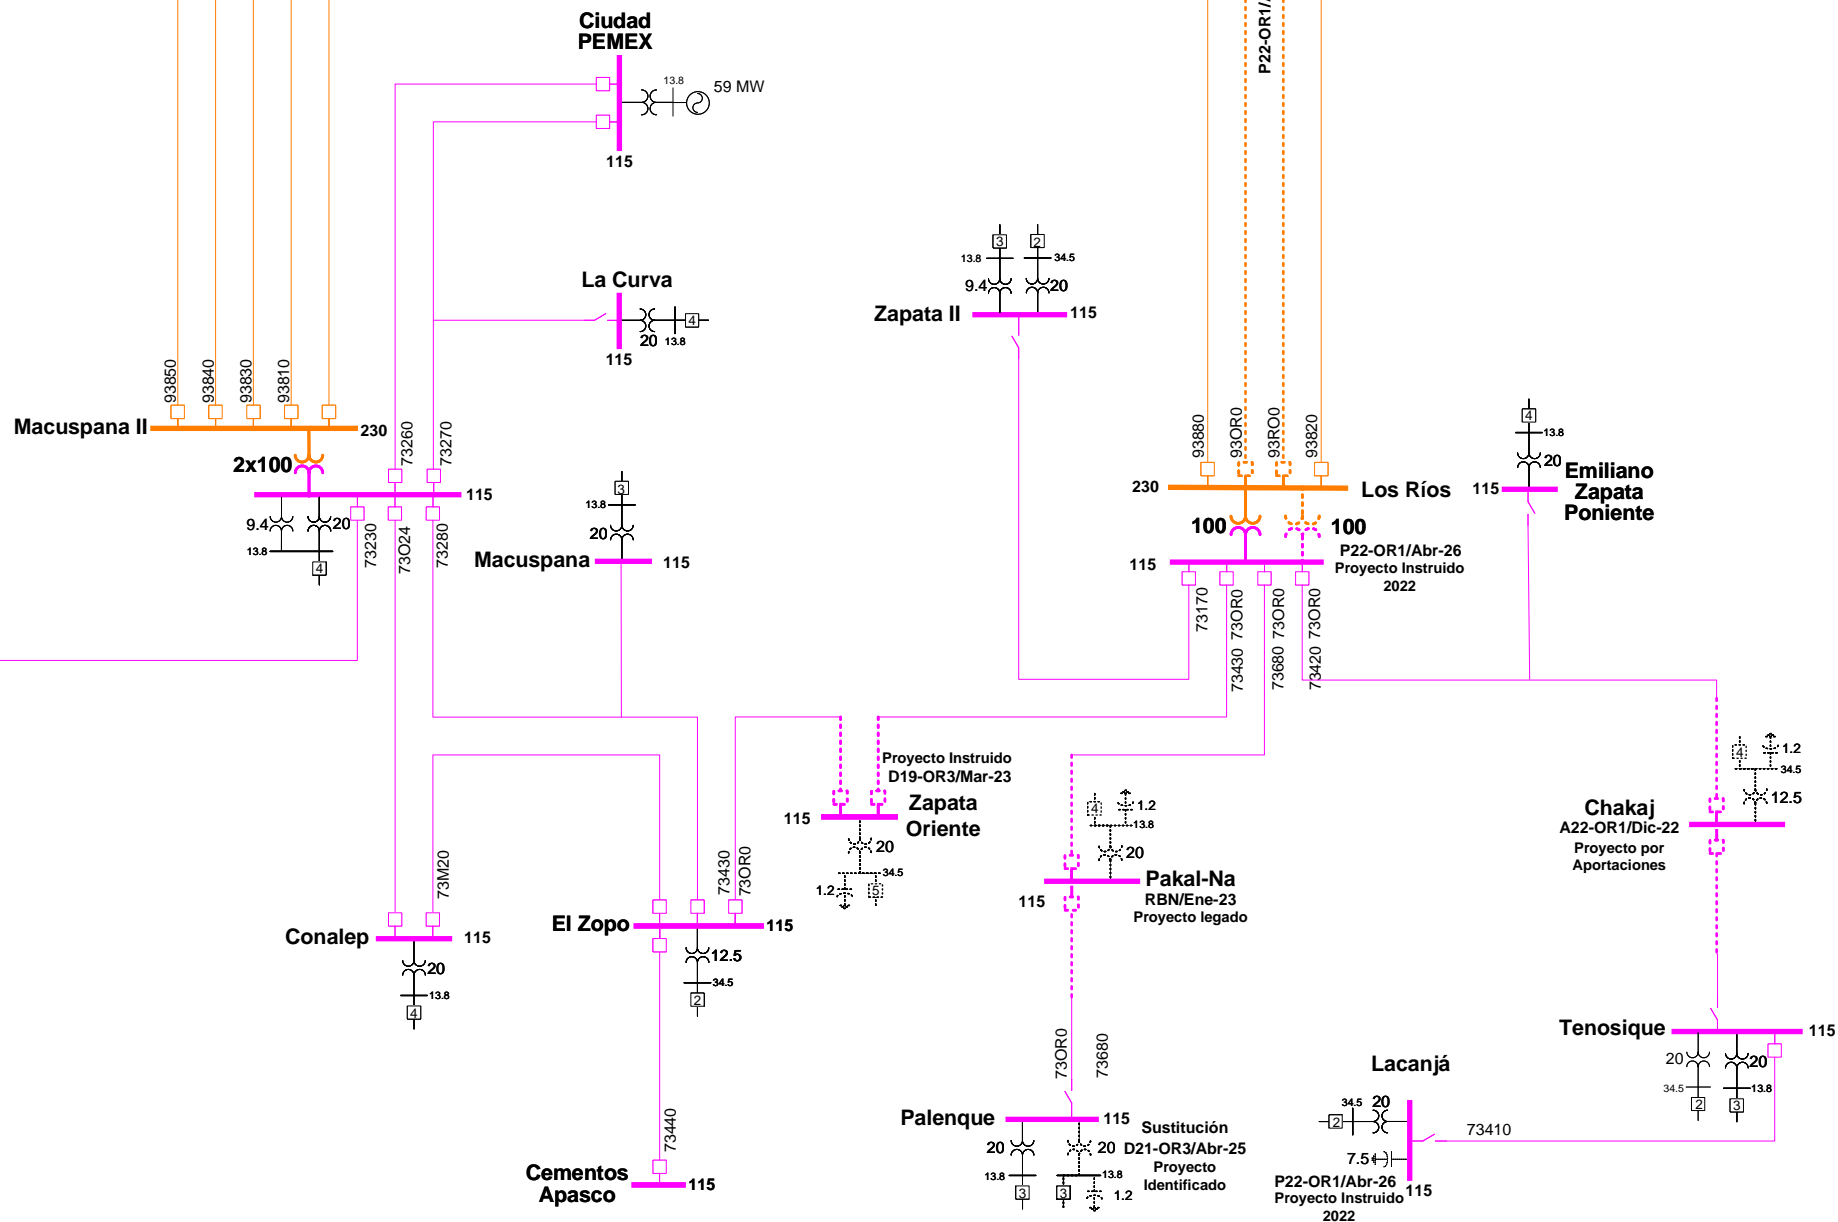 Ciudad
PEMEX
13.8
59 MW
115
P22-OR1/
La Curva
20
13.8
4
115
3
2
13.8
34.5
9.4
20
Zapata II
115
93850
93840
93830
93810
Macuspana II
230
2x100
73260
73270
115
9.4
20
13.8
4
73230
73O24
73280
3
13.8
20
Macuspana
115
93880
93OR0
93RO0
93820
230
Los Ríos
100
100
P22-OR1/Abr-26
Proyecto Instruido
2022
115
73170
73430 73OR0
73680 73OR0
73420 73OR0
4
13.8
20
115
Emiliano
Zapata
Poniente
Proyecto Instruido
D19-OR3/Mar-23
Zapata
Oriente
115
20
34.5
1.2
5
4
1.2
13.8
20
Pakal-Na
RBN/Ene-23
Proyecto legado
115
4
1.2
34.5
12.5
Chakaj
A22-OR1/Dic-22
Proyecto por
Aportaciones
73M20
73430
73OR0
Conalep
115
20
13.8
4
El Zopo
115
12.5
34.5
2
73440
Cementos
Apasco
115
73OR0
73680
Palenque
115
20
13.8
3
20
13.8
3
1.2
Sustitución
D21-OR3/Abr-25
Proyecto
Identificado
Tenosique
115
20
34.5
2
20
13.8
3
Lacanjá
34.5
20
2
73410
7.5
P22-OR1/Abr-26
Proyecto Instruido
2022
115